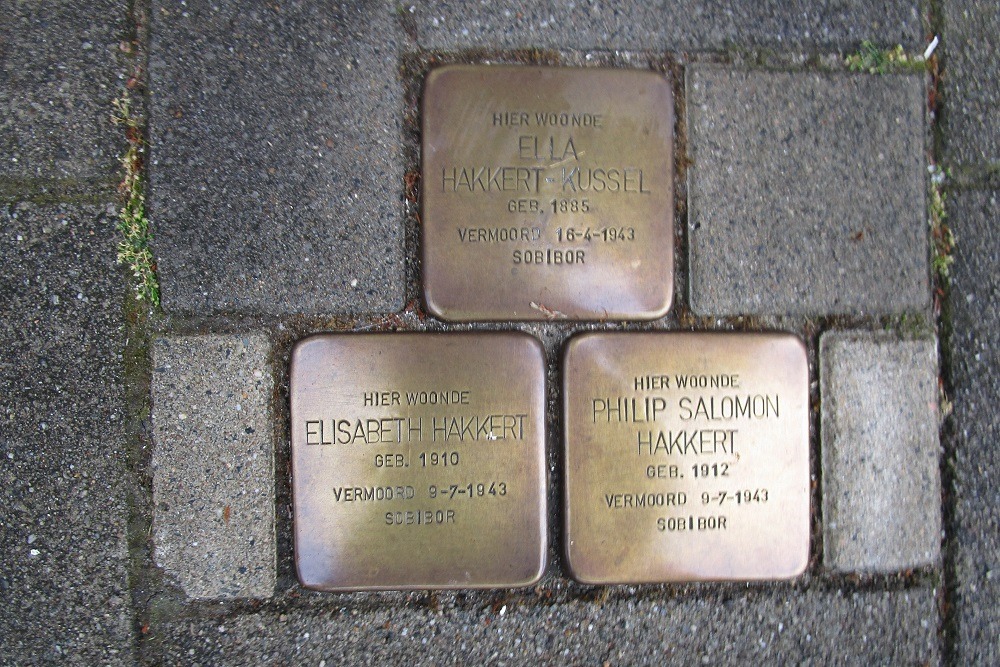 HIER WOONDE
ELLA
HAKKERT-KUSSEL
GEB. 1885
VERMOORD 16-4-1943
SOBIBOR
HIER WOONDE
ELISABETH HAKKERT
GEB. 1910
VERMOORD 9-7-1943
SOBIBOR
HIER WOONDE
PHILIP SALOMON
HAKKERT
GEB. 1912
VERMOORD 9-7-1943
SOBIBOR